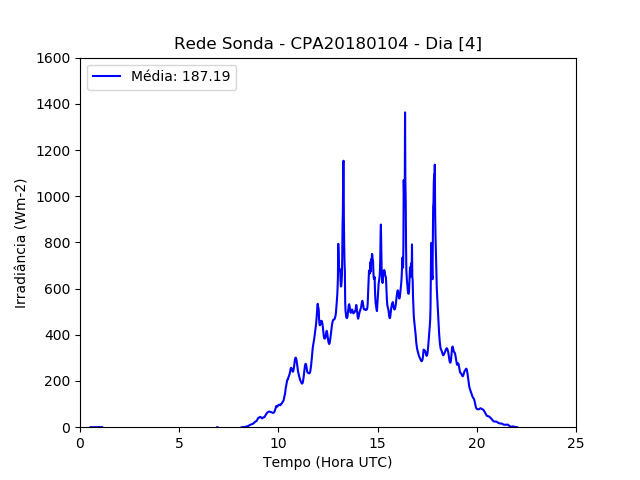 Rede Sonda - CPA20180104 - Dia [4]
1600
Média: 187.19
1400
1200
1000
800
600
400
200
0
Irradiância (Wm-2)
0 5 10 15 20 25
Tempo (Hora UTC)